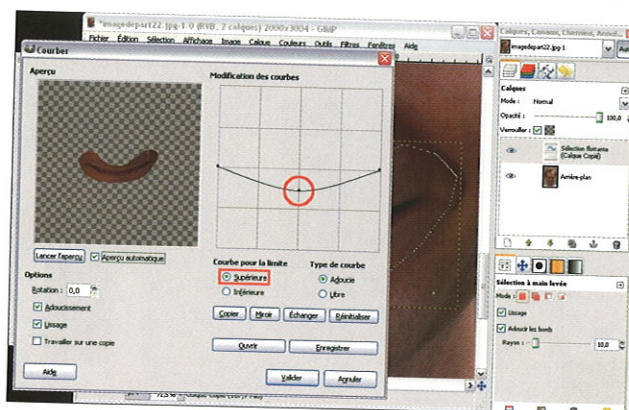 *imagedepart22.jpg-1.0 (RVB, 2 calques) 2000x3004 - GIMP
Fichier Édition Sélection Affichage Image Calque Couleurs Outils Filtres Fenêtres Aide
Courber
Aperçu
Modification des courbes
Lancer l'aperçu
Aperçu automatique
Options
Rotation : 0,0
Adoucissement
Lissage
Travailler sur une copie
Courbe pour la limite
Supérieure
Inférieure
Type de courbe
Adoucie
Libre
Copier Miroir Échanger Réinitialiser
Ouvrir Enregistrer
Aide
Valider Annuler
Calques, Canaux, Chemins, Annul...
imagedepart22.jpg-1
Calques
Mode : Normal
Opacité : 100,0
Verrouiller :
Sélection flottante
(Calque Copié)
Arrière-plan
Sélection à main levée
Mode :
Lissage
Adoucir les bords
Rayon : 10,0